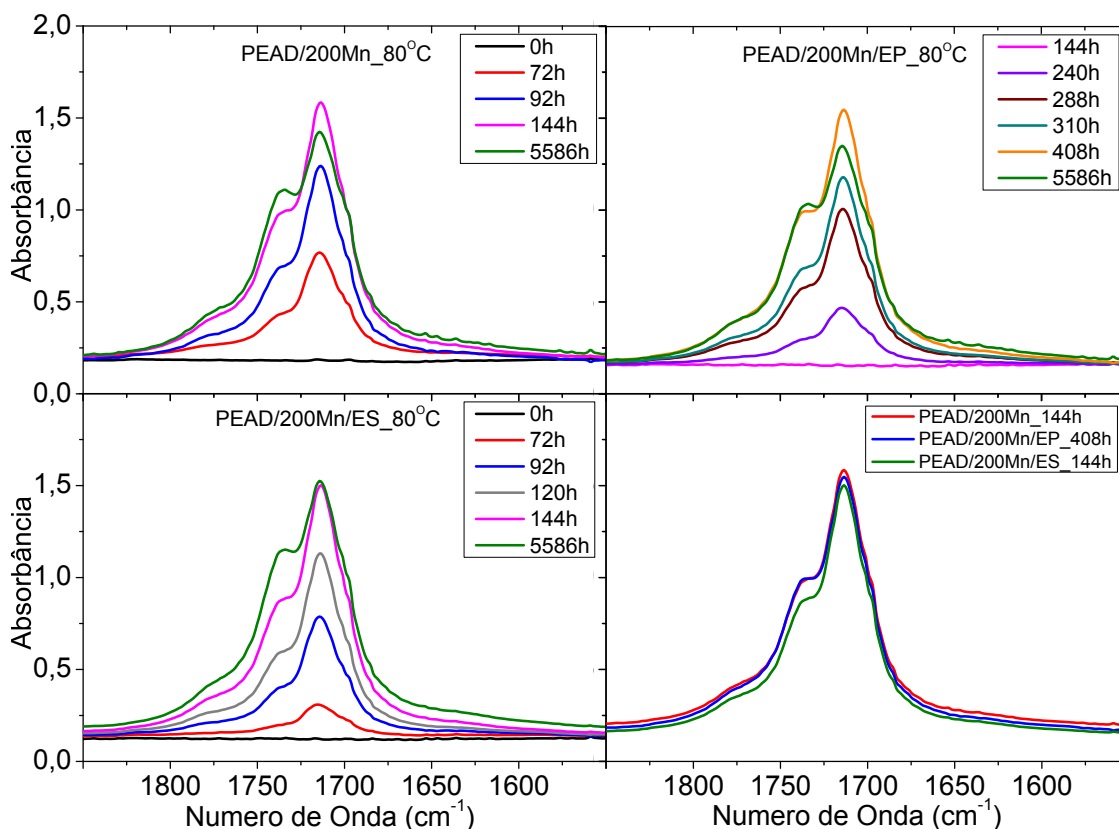 PEAD/200Mn_80°C
0h
72h
92h
144h
5586h
2,0
1,5
1,0
0,5
0,0
Absorbância
PEAD/200Mn/EP_80°C
144h
240h
288h
310h
408h
5586h
PEAD/200Mn/ES_80°C
0h
72h
92h
120h
144h
5586h
1,5
1,0
0,5
0,0
Absorbância
1800 1750 1700 1650 1600
Numero de Onda (cm⁻¹)
PEAD/200Mn_144h
PEAD/200Mn/EP_408h
PEAD/200Mn/ES_144h
1800 1750 1700 1650 1600
Numero de Onda (cm⁻¹)